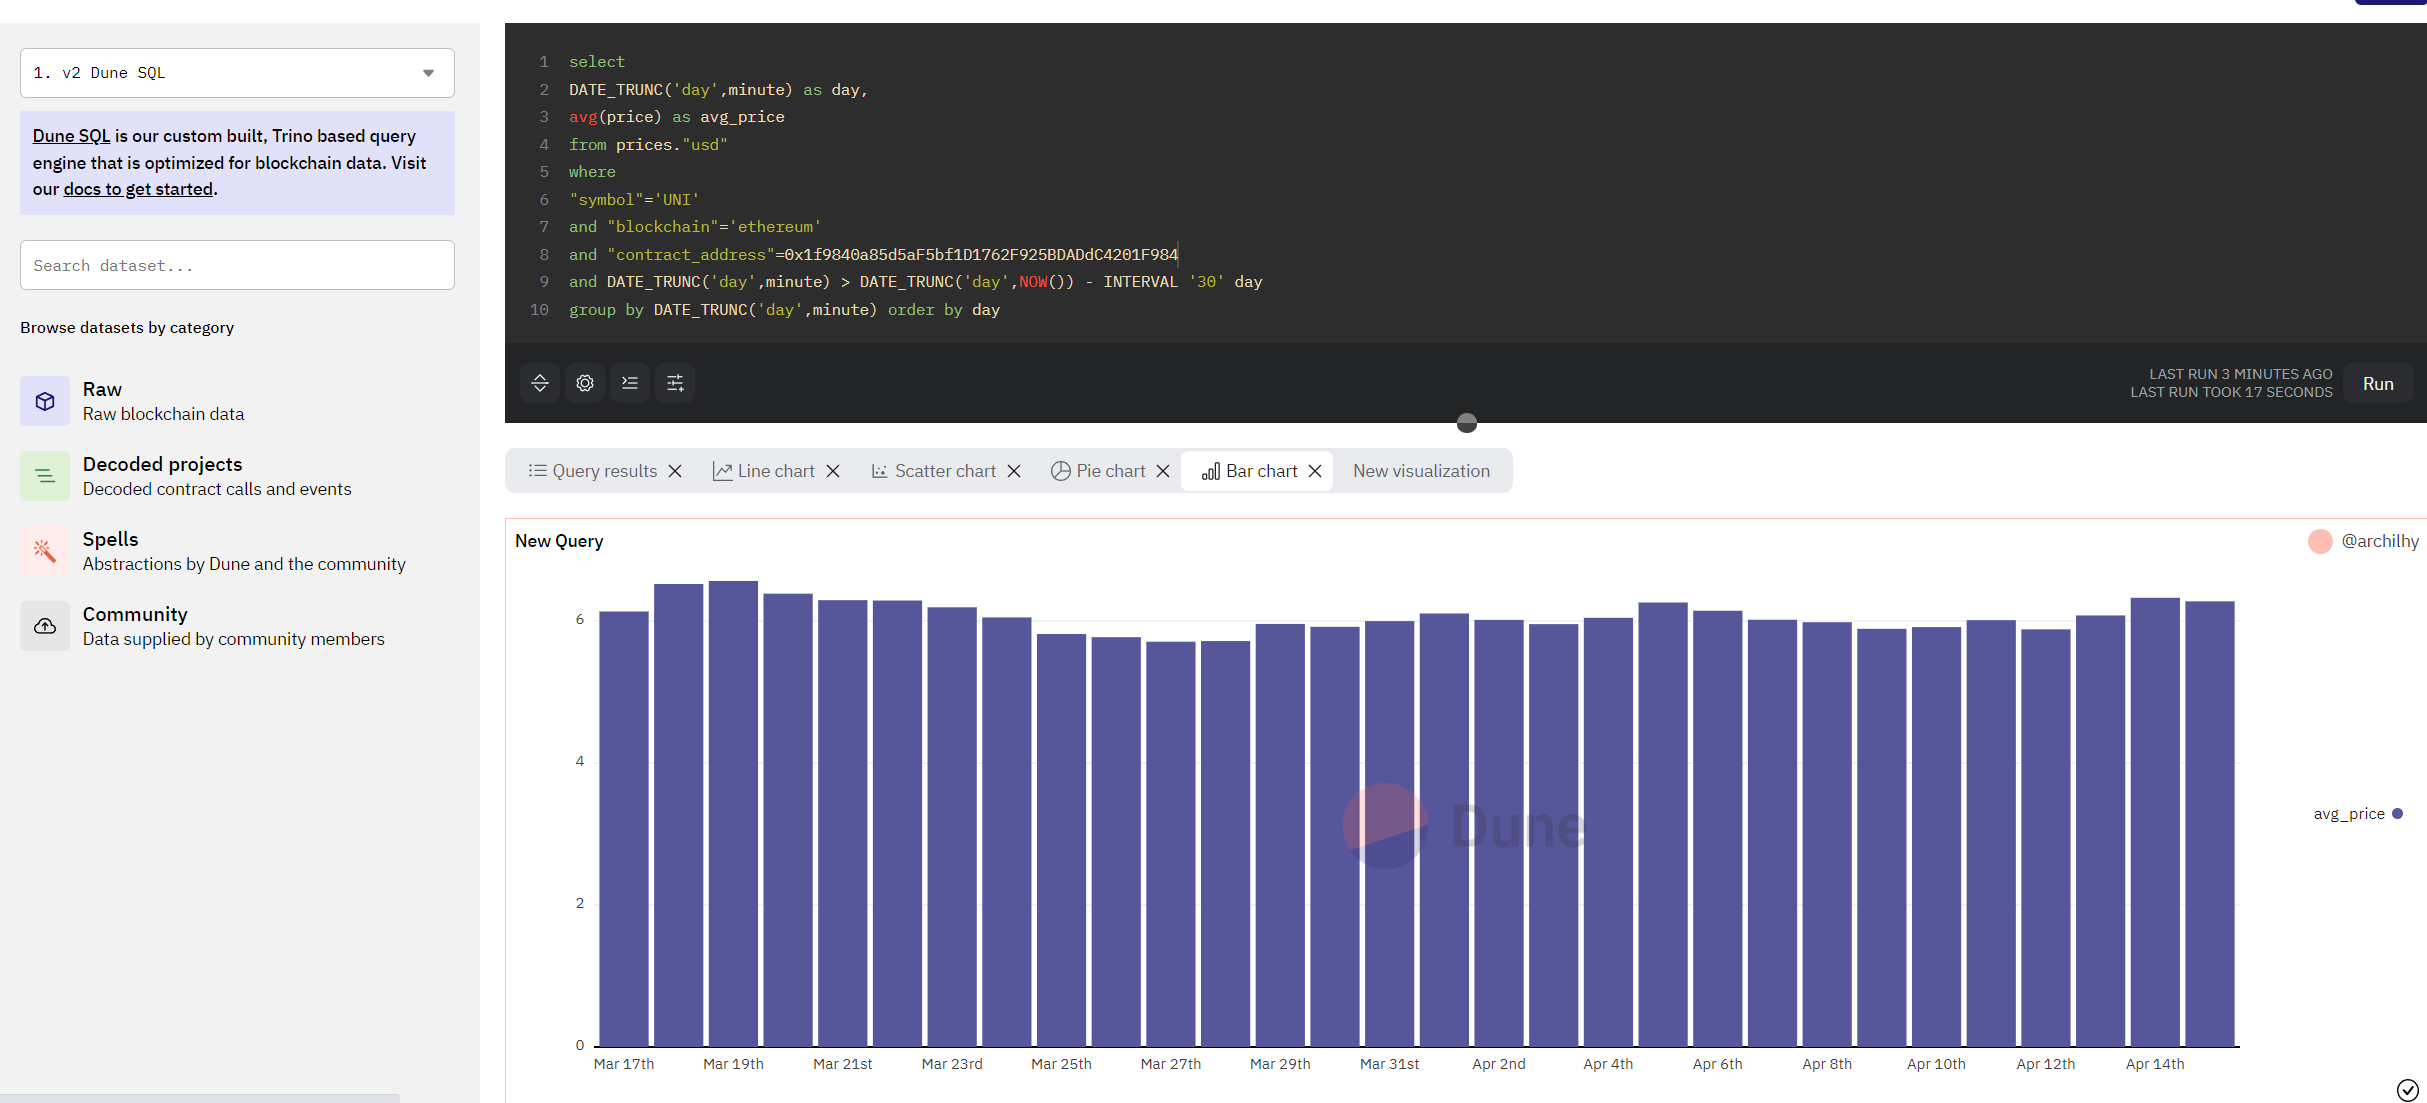 1. v2 Dune SQL
Dune SQL is our custom built, Trino based query
engine that is optimized for blockchain data. Visit
our docs to get started.
Search dataset...
Browse datasets by category
Raw
Raw blockchain data
Decoded projects
Decoded contract calls and events
Spells
Abstractions by Dune and the community
Community
Data supplied by community members
1 select
2 DATE_TRUNC('day',minute) as day,
3 avg(price) as avg_price
4 from prices."usd"
5 where
6 "symbol"='UNI'
7 and "blockchain"='ethereum'
8 and "contract_address"=0x1f9840a85d5aF5bf1D1762F925BDADdC4201F984
9 and DATE_TRUNC('day',minute) > DATE_TRUNC('day',NOW()) - INTERVAL '30' day
10 group by DATE_TRUNC('day',minute) order by day
LAST RUN 3 MINUTES AGO
LAST RUN TOOK 17 SECONDS
Run
Query results Line chart Scatter chart Pie chart Bar chart New visualization
New Query
@archilhy
6
4
2
0
Dune
avg_price
Mar 17th Mar 19th Mar 21st Mar 23rd Mar 25th Mar 27th Mar 29th Mar 31st Apr 2nd Apr 4th Apr 6th Apr 8th Apr 10th Apr 12th Apr 14th